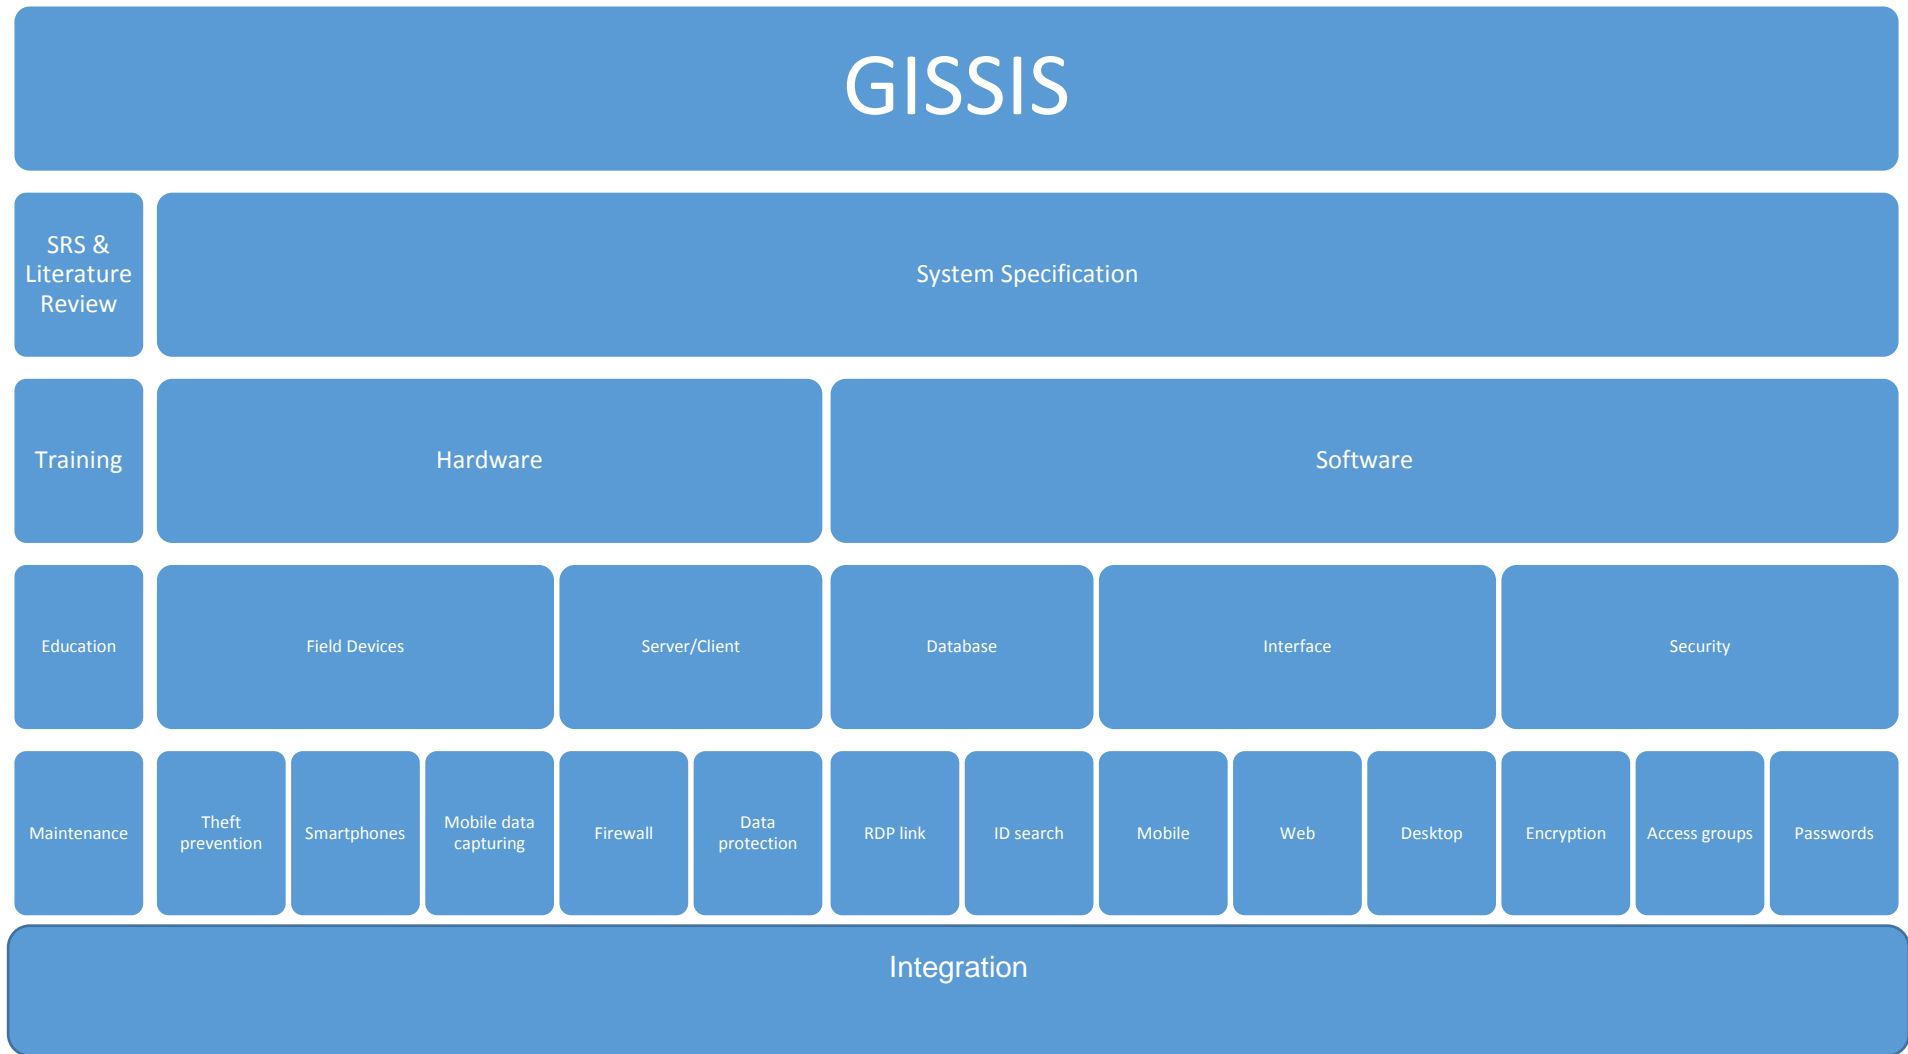 GISSIS
SRS &
Literature
Review
System Specification
Training
Hardware
Software
Education
Field Devices
Server/Client
Database
Interface
Security
Maintenance
Theft
prevention
Smartphones
Mobile data
capturing
Firewall
Data
protection
RDP link
ID search
Mobile
Web
Desktop
Encryption
Access groups
Passwords
Integration